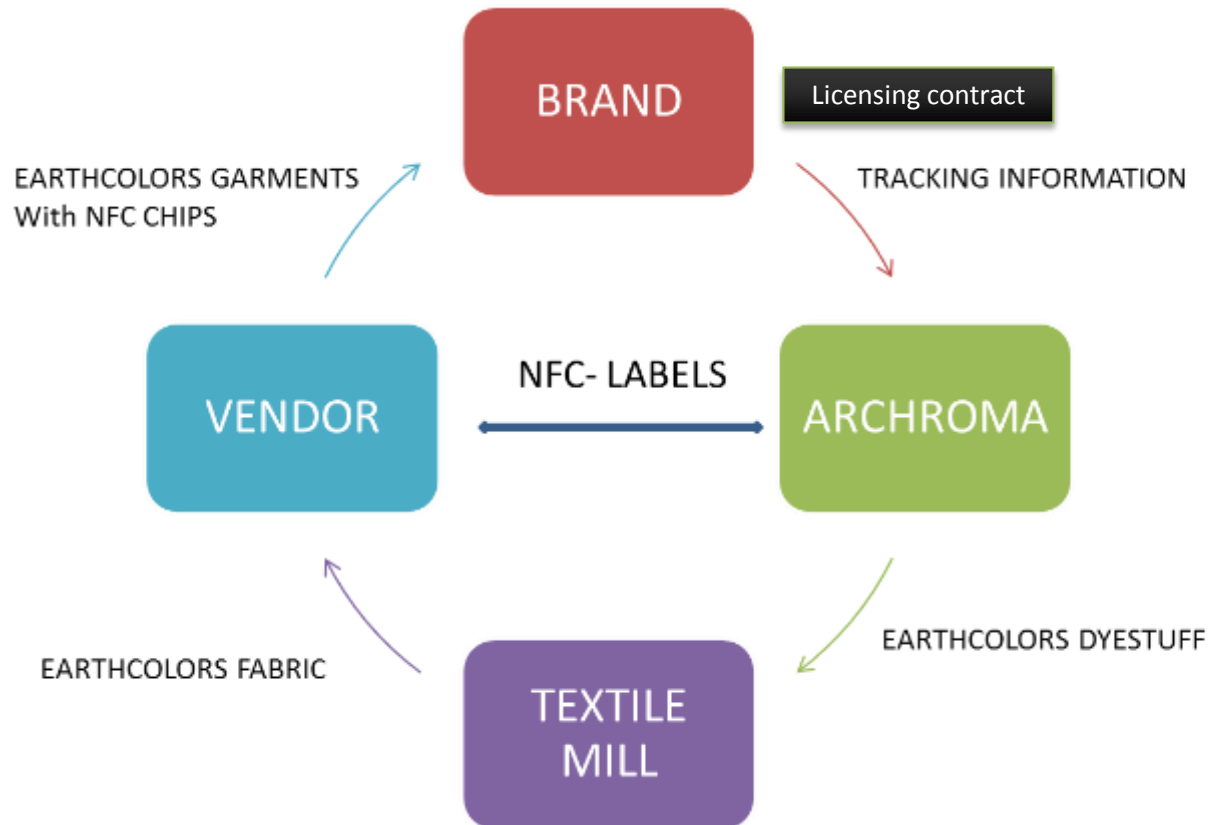 BRAND
Licensing contract
EARTHCOLORS GARMENTS
With NFC CHIPS
TRACKING INFORMATION
VENDOR
NFC- LABELS
ARCHROMA
EARTHCOLORS FABRIC
EARTHCOLORS DYESTUFF
TEXTILE
MILL